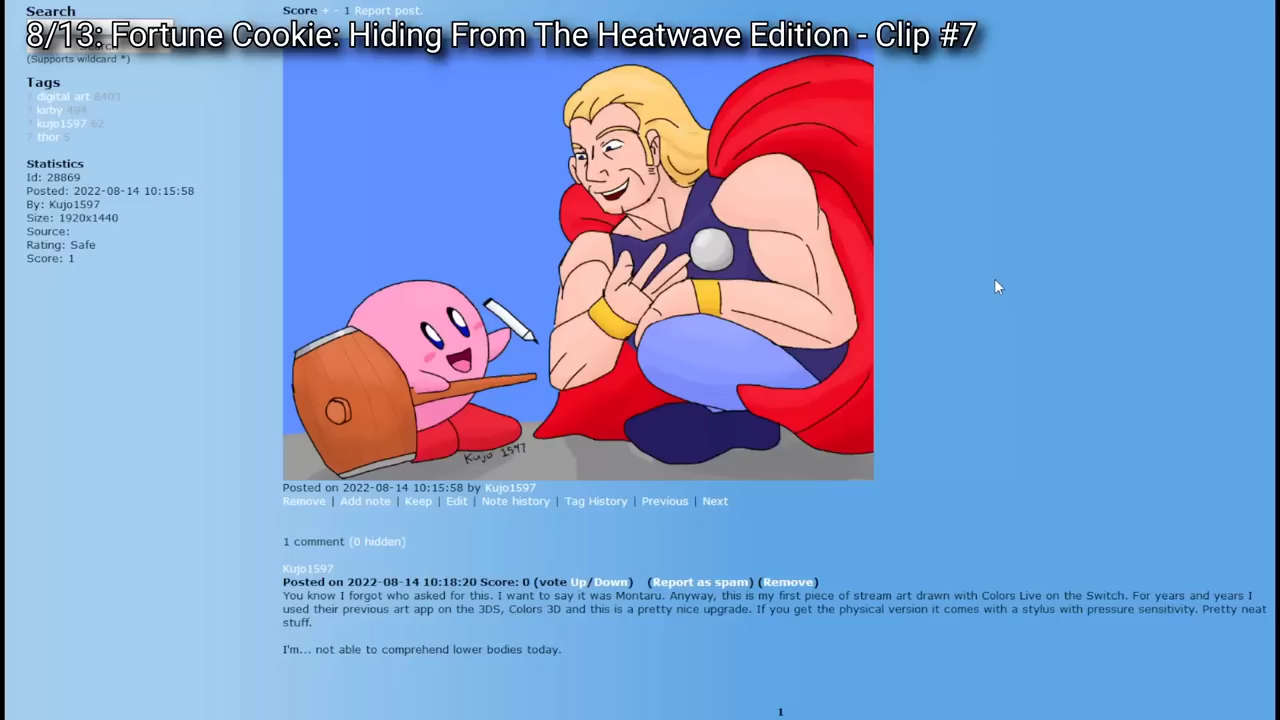 Search
Score + - 1 Report post.
8/13: Fortune Cookie: Hiding From The Heatwave Edition - Clip #7
(Supports wildcard *)
Tags
? digital art 8403
? kirby 494
? kujo1597 62
? thor 5
Statistics
Id: 28869
Posted: 2022-08-14 10:15:58
By: Kujo1597
Size: 1920x1440
Source:
Rating: Safe
Score: 1
Kujo 1597
Posted on 2022-08-14 10:15:58 by Kujo1597
Remove | Add note | Keep | Edit | Note history | Tag History | Previous | Next
1 comment (0 hidden)
Kujo1597
Posted on 2022-08-14 10:18:20 Score: 0 (vote Up/Down) (Report as spam) (Remove)
You know I forgot who asked for this. I want to say it was Montaru. Anyway, this is my first piece of stream art drawn with Colors Live on the Switch. For years and years I
used their previous art app on the 3DS, Colors 3D and this is a pretty nice upgrade. If you get the physical version it comes with a stylus with pressure sensitivity. Pretty neat
stuff.
I'm... not able to comprehend lower bodies today.
1